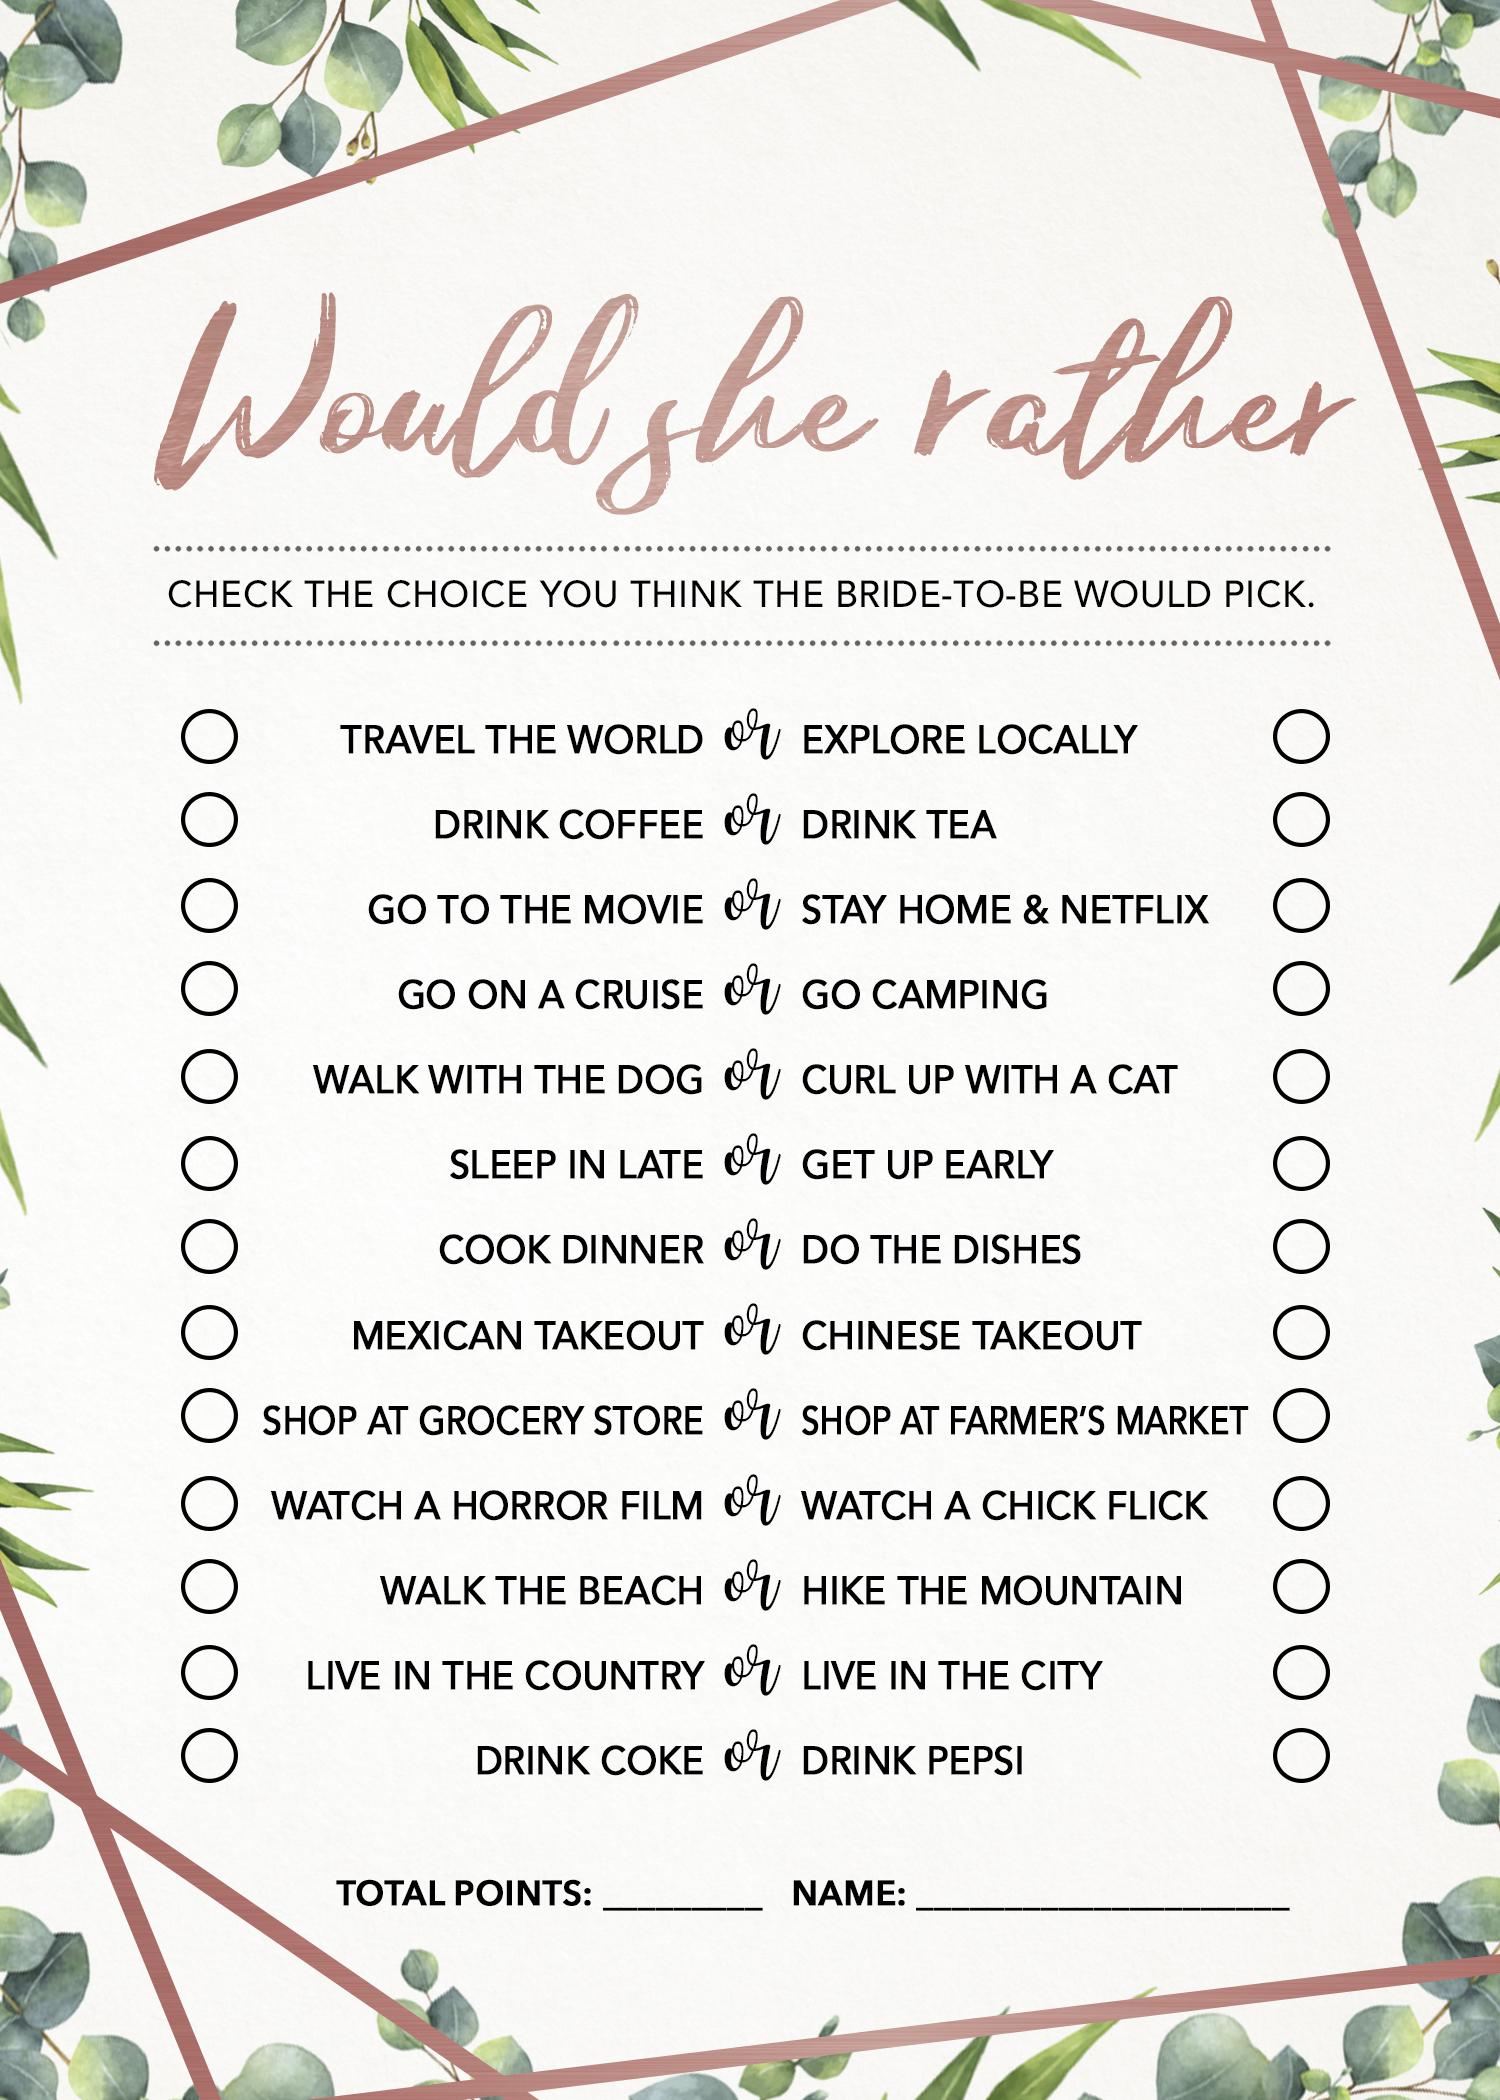 Would she rather
CHECK THE CHOICE YOU THINK THE BRIDE-TO-BE WOULD PICK.
TRAVEL THE WORLD or EXPLORE LOCALLY
DRINK COFFEE or DRINK TEA
GO TO THE MOVIE or STAY HOME & NETFLIX
GO ON A CRUISE or GO CAMPING
WALK WITH THE DOG or CURL UP WITH A CAT
SLEEP IN LATE or GET UP EARLY
COOK DINNER or DO THE DISHES
MEXICAN TAKEOUT or CHINESE TAKEOUT
SHOP AT GROCERY STORE or SHOP AT FARMER'S MARKET
WATCH A HORROR FILM or WATCH A CHICK FLICK
WALK THE BEACH or HIKE THE MOUNTAIN
LIVE IN THE COUNTRY or LIVE IN THE CITY
DRINK COKE or DRINK PEPSI
TOTAL POINTS: ________ NAME: ___________________